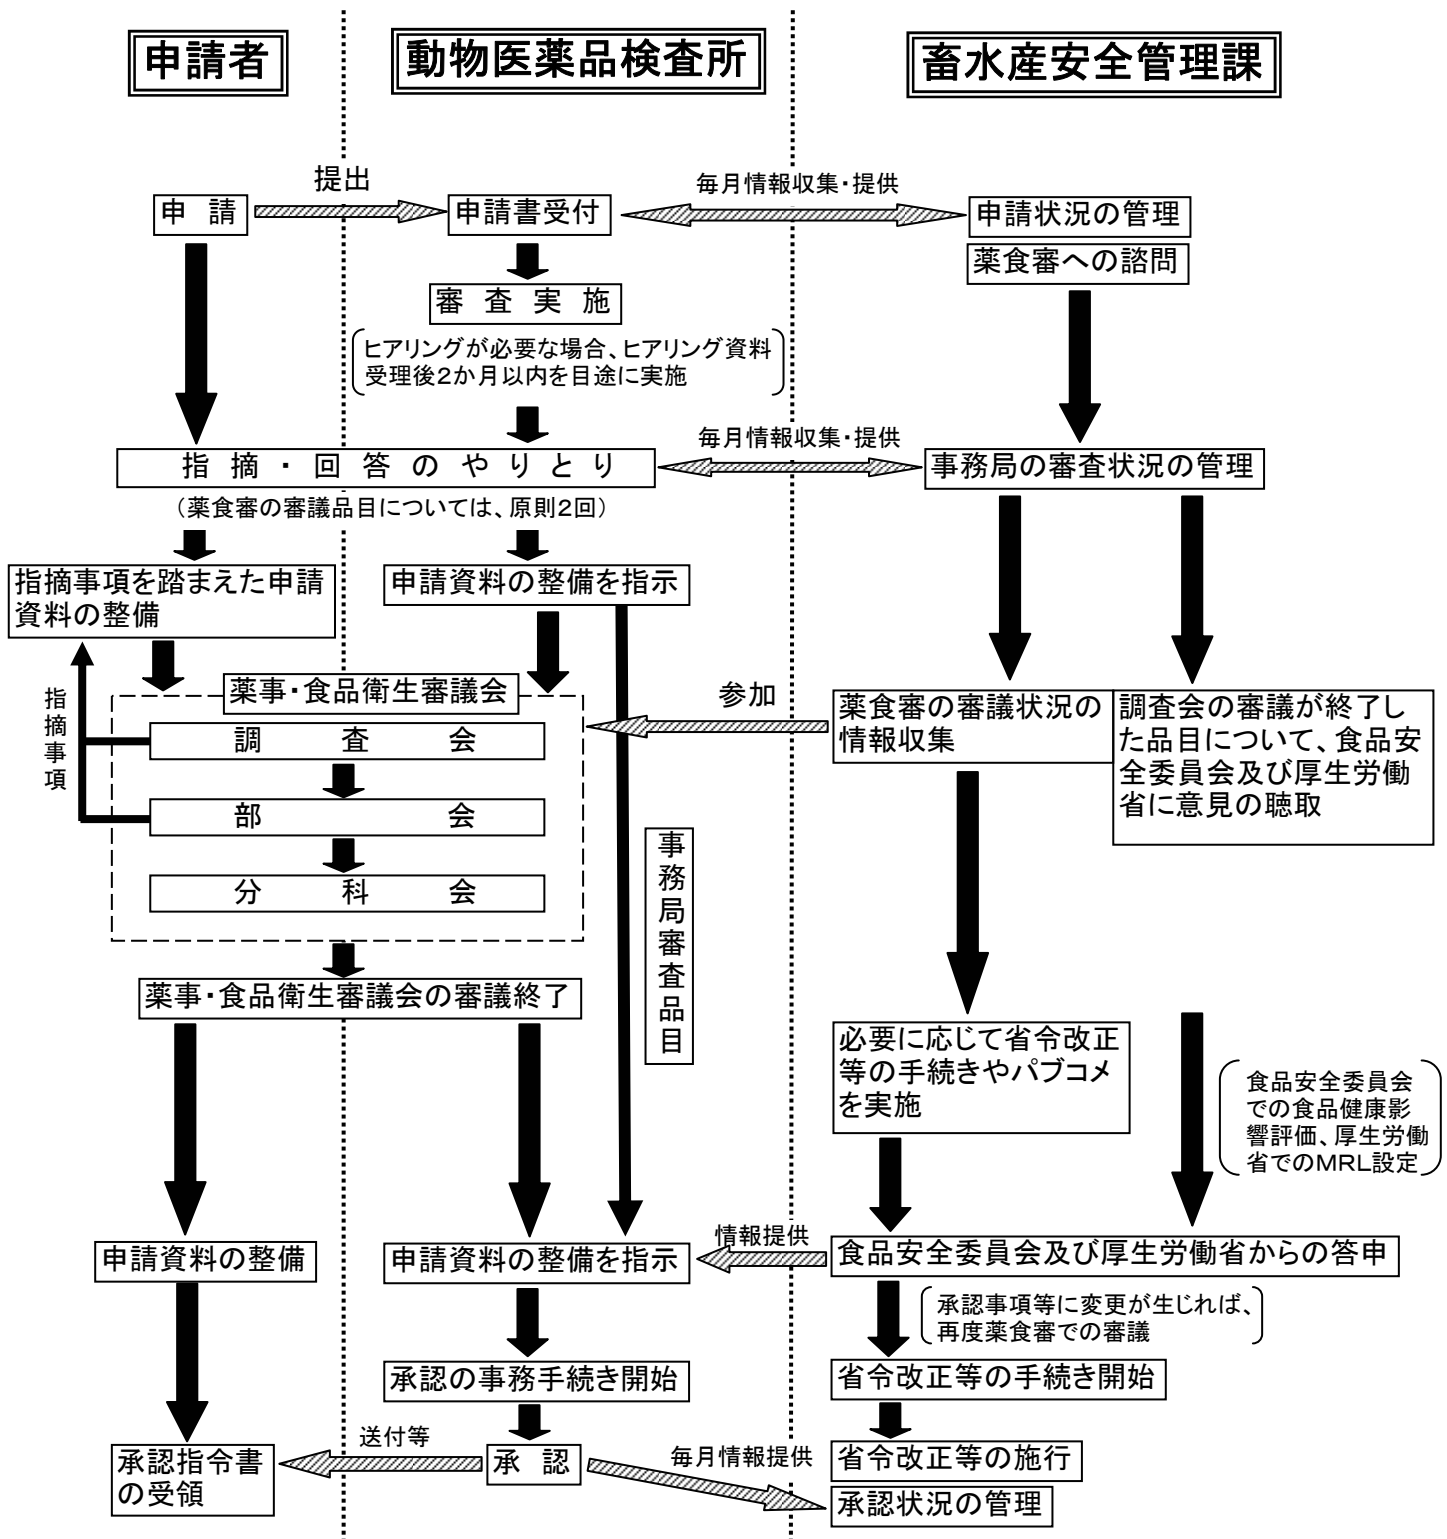 申請者
動物医薬品検査所
畜水産安全管理課
提出
毎月情報収集・提供
申　請
申請書受付
申請状況の管理
薬食審への諮問
審　査　実　施
ヒアリングが必要な場合、ヒアリング資料
受理後２か月以内を目途に実施
毎月情報収集・提供
指　摘　・　回　答　の　や　り　と　り
事務局の審査状況の管理
（薬食審の審議品目については、原則２回）
指摘事項を踏まえた申請
資料の整備
申請資料の整備を指示
指摘事項
薬事・食品衛生審議会
参加
調　査　会
部　会
分　科　会
薬食審の審議状況の
情報収集
調査会の審議が終了し
た品目について、食品安
全委員会及び厚生労働
省に意見の聴取
事務局審査品目
薬事・食品衛生審議会の審議終了
必要に応じて省令改正
等の手続きやパブコメ
を実施
食品安全委員会
での食品健康影
響評価、厚生労働
省でのＭＲＬ設定
申請資料の整備
申請資料の整備を指示
情報提供
食品安全委員会及び厚生労働省からの答申
承認事項等に変更が生じれば、
再度薬食審での審議
承認の事務手続き開始
省令改正等の手続き開始
送付等
毎月情報提供
承認指令書
の受領
承　認
省令改正等の施行
承認状況の管理